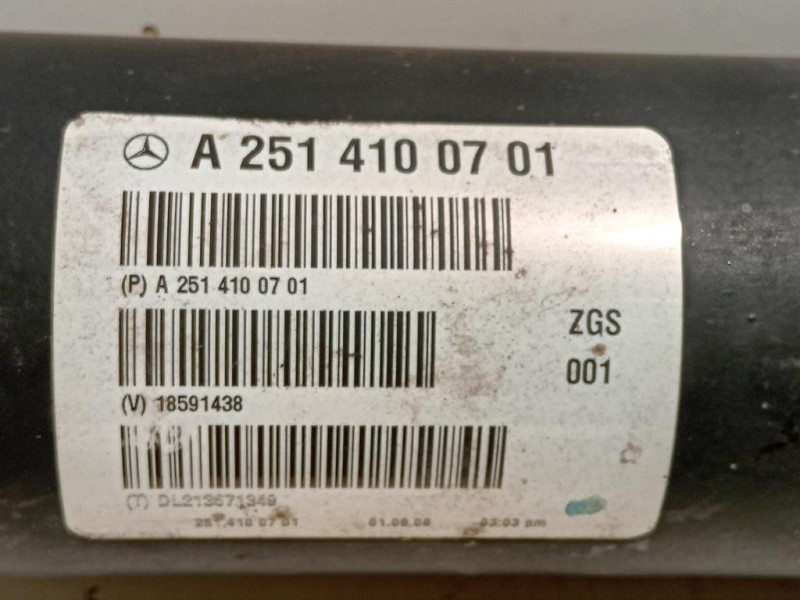 A 251 410 07 01
(P) A 251 410 07 01
ZGS
001
(V) 18591438
(T) DL213671349
251 410 07 01 01.06.06 03:03 pm